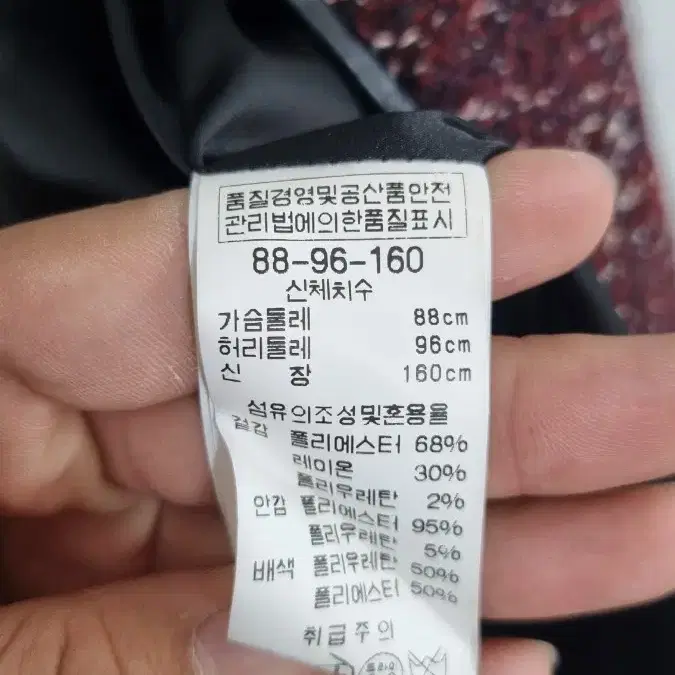 품질경영및공산품안전
관리법에의한품질표시
88-96-160
신체치수
가슴둘레 88cm
허리둘레 96cm
신 장 160cm
섬유의조성및혼용율
겉감 폴리에스터 68%
레이온 30%
폴리우레탄 2%
안감 폴리에스터 95%
폴리우레탄 5%
배색 폴리우레탄 50%
폴리에스터 50%
취급주의
드라이